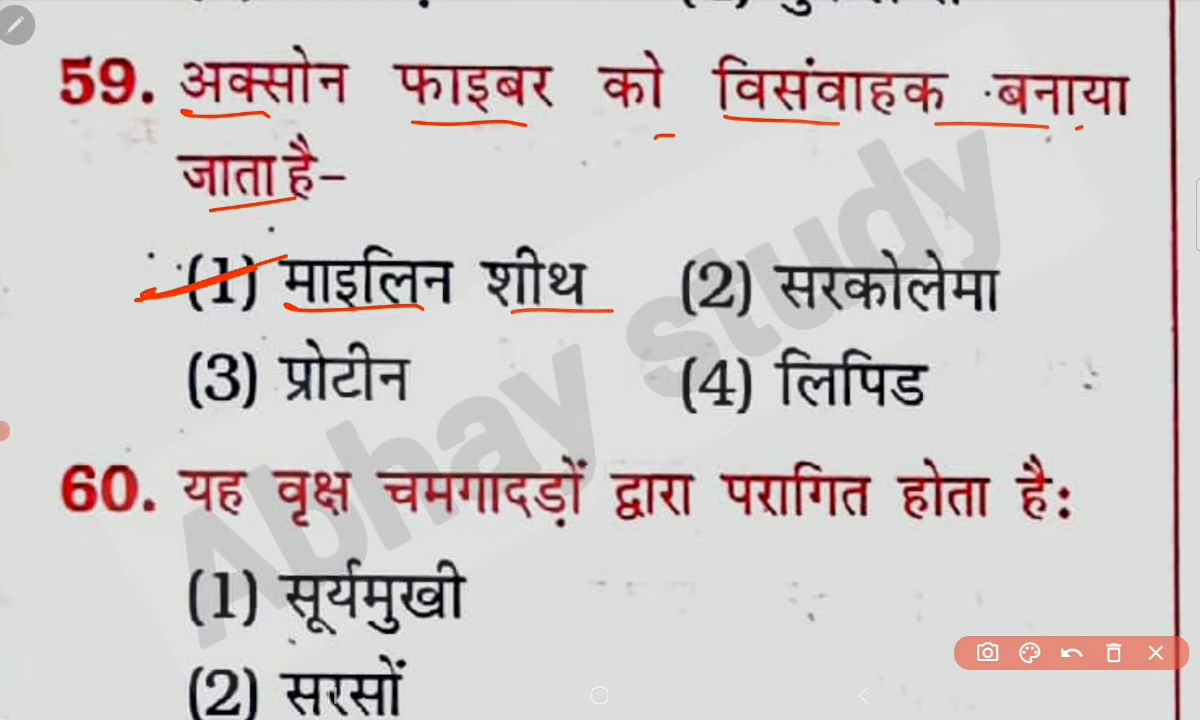 59. अक्सोन फाइबर को विसंवाहक बनाया
जाता है–
(1) माइलिन शीथ (2) सरकोलेमा
(3) प्रोटीन (4) लिपिड
Abhay study
60. यह वृक्ष चमगादड़ों द्वारा परागित होता है:
(1) सूर्यमुखी
(2) सरसों